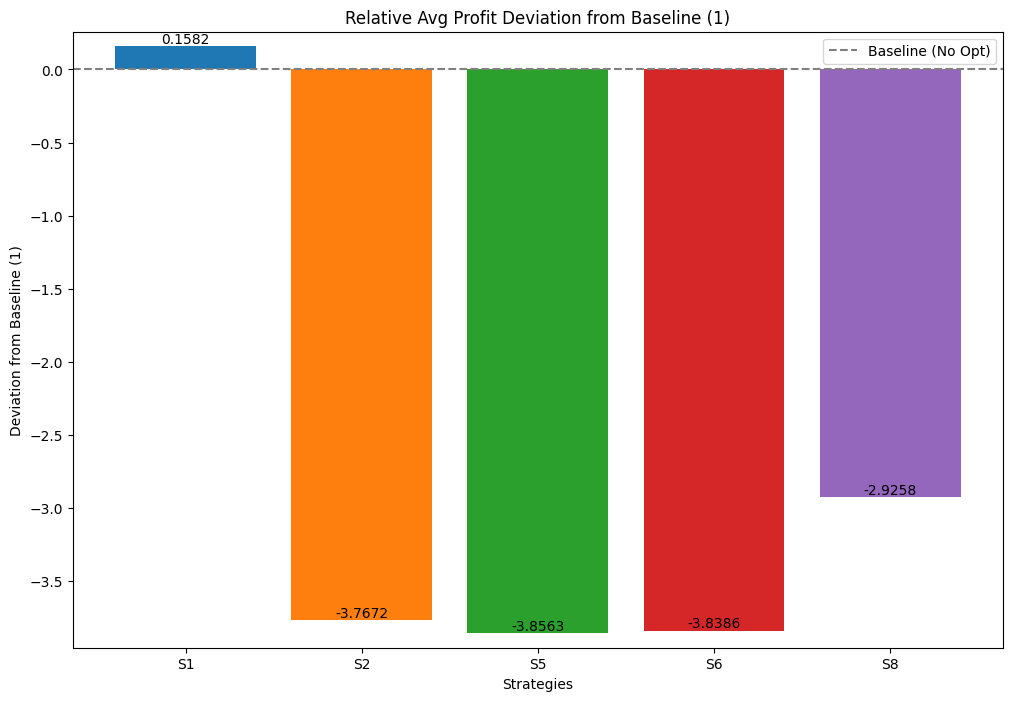 Relative Avg Profit Deviation from Baseline (1)
Baseline (No Opt)
0.1582
-3.7672
-3.8563
-3.8386
-2.9258
0.0
−0.5
−1.0
−1.5
−2.0
−2.5
−3.0
−3.5
Deviation from Baseline (1)
S1 S2 S5 S6 S8
Strategies